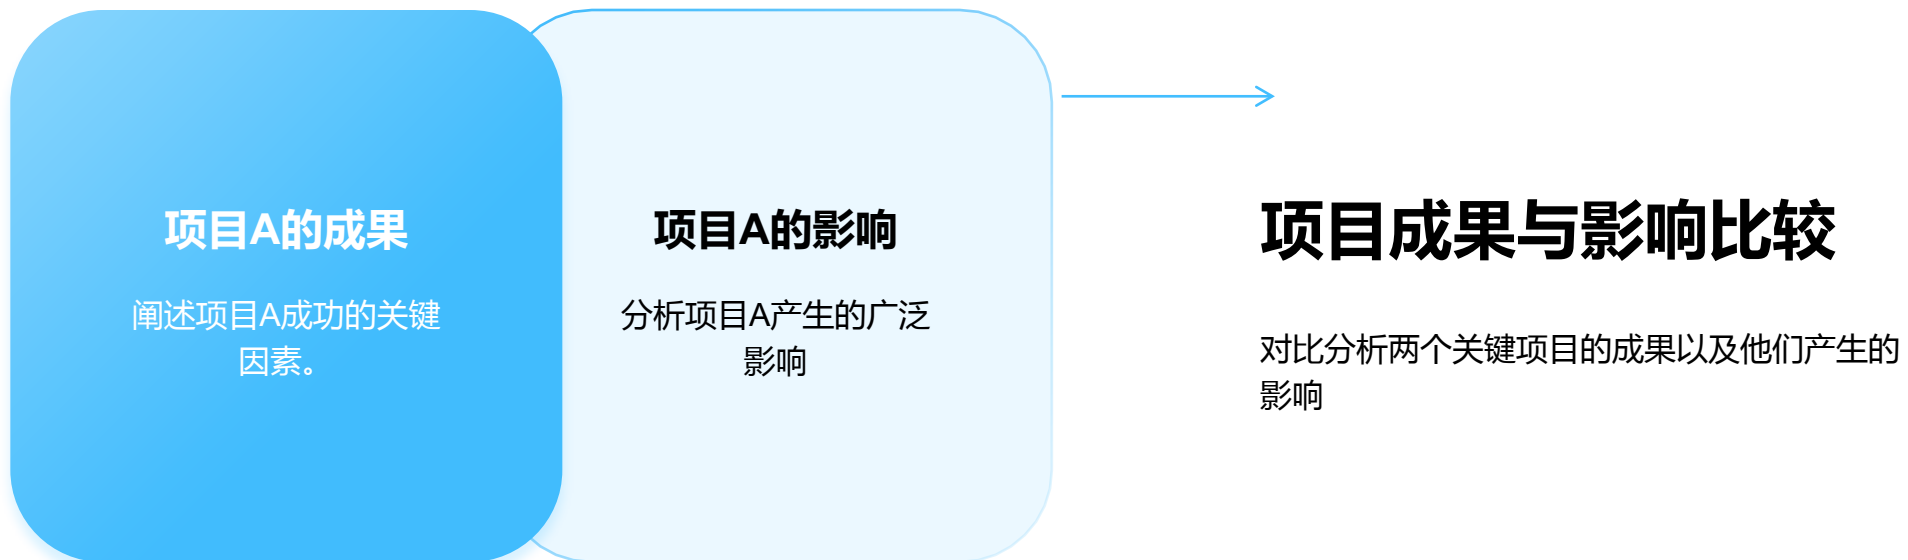 项目A的成果
阐述项目A成功的关键
因素。
项目A的影响
分析项目A产生的广泛
影响
项目成果与影响比较
对比分析两个关键项目的成果以及他们产生的
影响